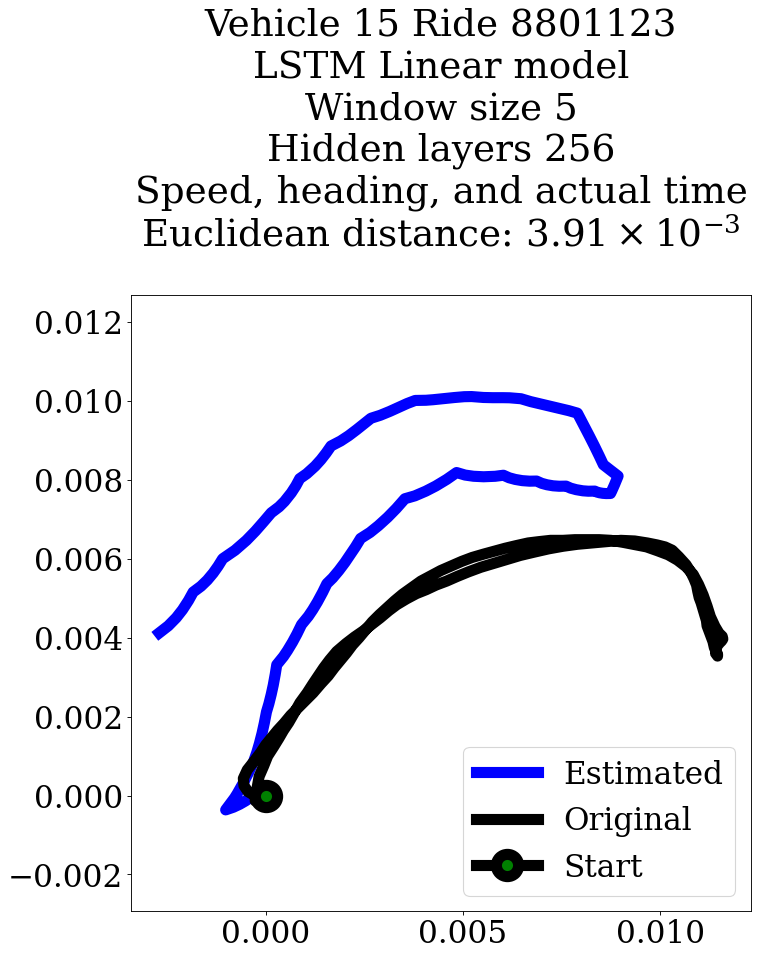 Vehicle 15 Ride 8801123
LSTM Linear model
Window size 5
Hidden layers 256
Speed, heading, and actual time
Euclidean distance: 3.91 × 10⁻³
0.012
0.010
0.008
0.006
0.004
0.002
0.000
−0.002
0.000
0.005
0.010
Estimated
Original
Start